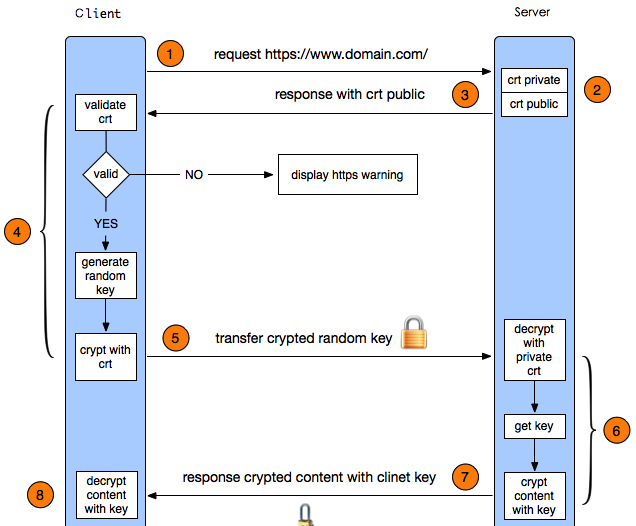 Client
Server
1
request https://www.domain.com/
crt private
2
response with crt public
3
crt public
validate
crt
valid
NO
display https warning
4
YES
generate
random
key
crypt with
crt
5
transfer crypted random key
decrypt
with
private
crt
get key
6
response crypted content with clinet key
7
8
decrypt
content
with key
crypt
content
with key